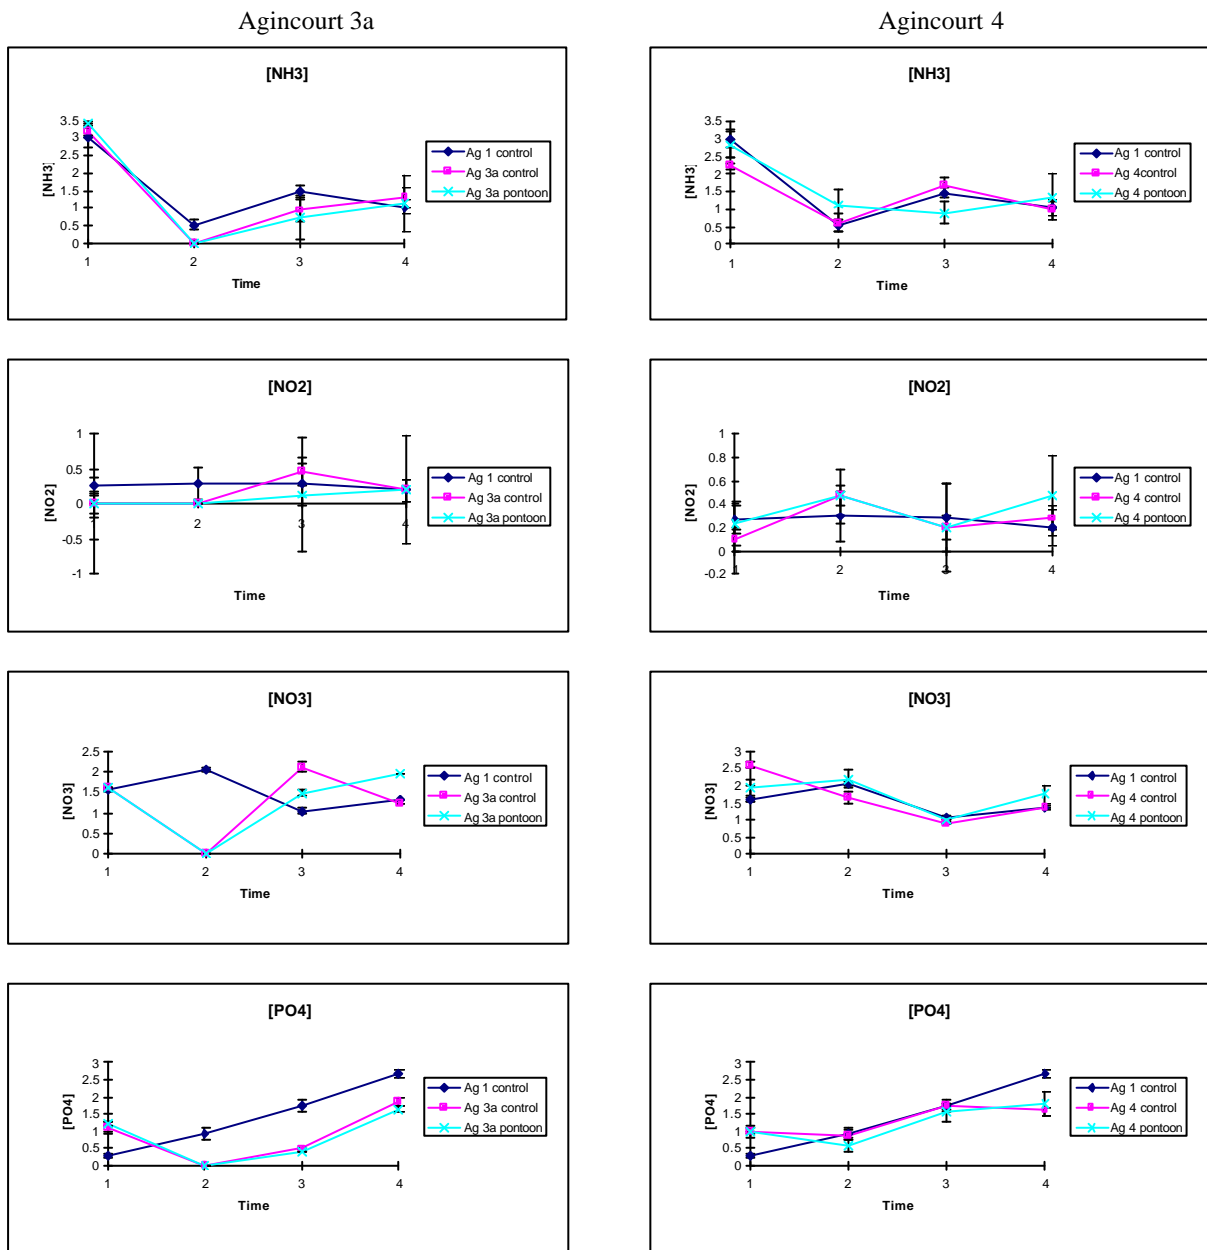 Agincourt 3a
Agincourt 4
[NH3]
3.5
3
2.5
2
1.5
1
0.5
0
[NH3]
1 2 3 4
Time
Ag 1 control
Ag 3a control
Ag 3a pontoon
[NH3]
3.5
3
2.5
2
1.5
1
0.5
0
[NH3]
1 2 3 4
Time
Ag 1 control
Ag 4control
Ag 4 pontoon
[NO2]
1
0.5
0
-0.5
-1
[NO2]
2 3 4
Time
Ag 1 control
Ag 3a control
Ag 3a pontoon
[NO2]
1
0.8
0.6
0.4
0.2
0
-0.2
[NO2]
1 2 3 4
Time
Ag 1 control
Ag 4 control
Ag 4 pontoon
[NO3]
2.5
2
1.5
1
0.5
0
[NO3]
1 2 3 4
Time
Ag 1 control
Ag 3a control
Ag 3a pontoon
[NO3]
3
2.5
2
1.5
1
0.5
0
[NO3]
1 2 3 4
Time
Ag 1 control
Ag 4 control
Ag 4 pontoon
[PO4]
3
2.5
2
1.5
1
0.5
0
[PO4]
1 2 3 4
Time
Ag 1 control
Ag 3a control
Ag 3a pontoon
[PO4]
3
2.5
2
1.5
1
0.5
0
[PO4]
1 2 3 4
Time
Ag 1 control
Ag 4 control
Ag 4 pontoon